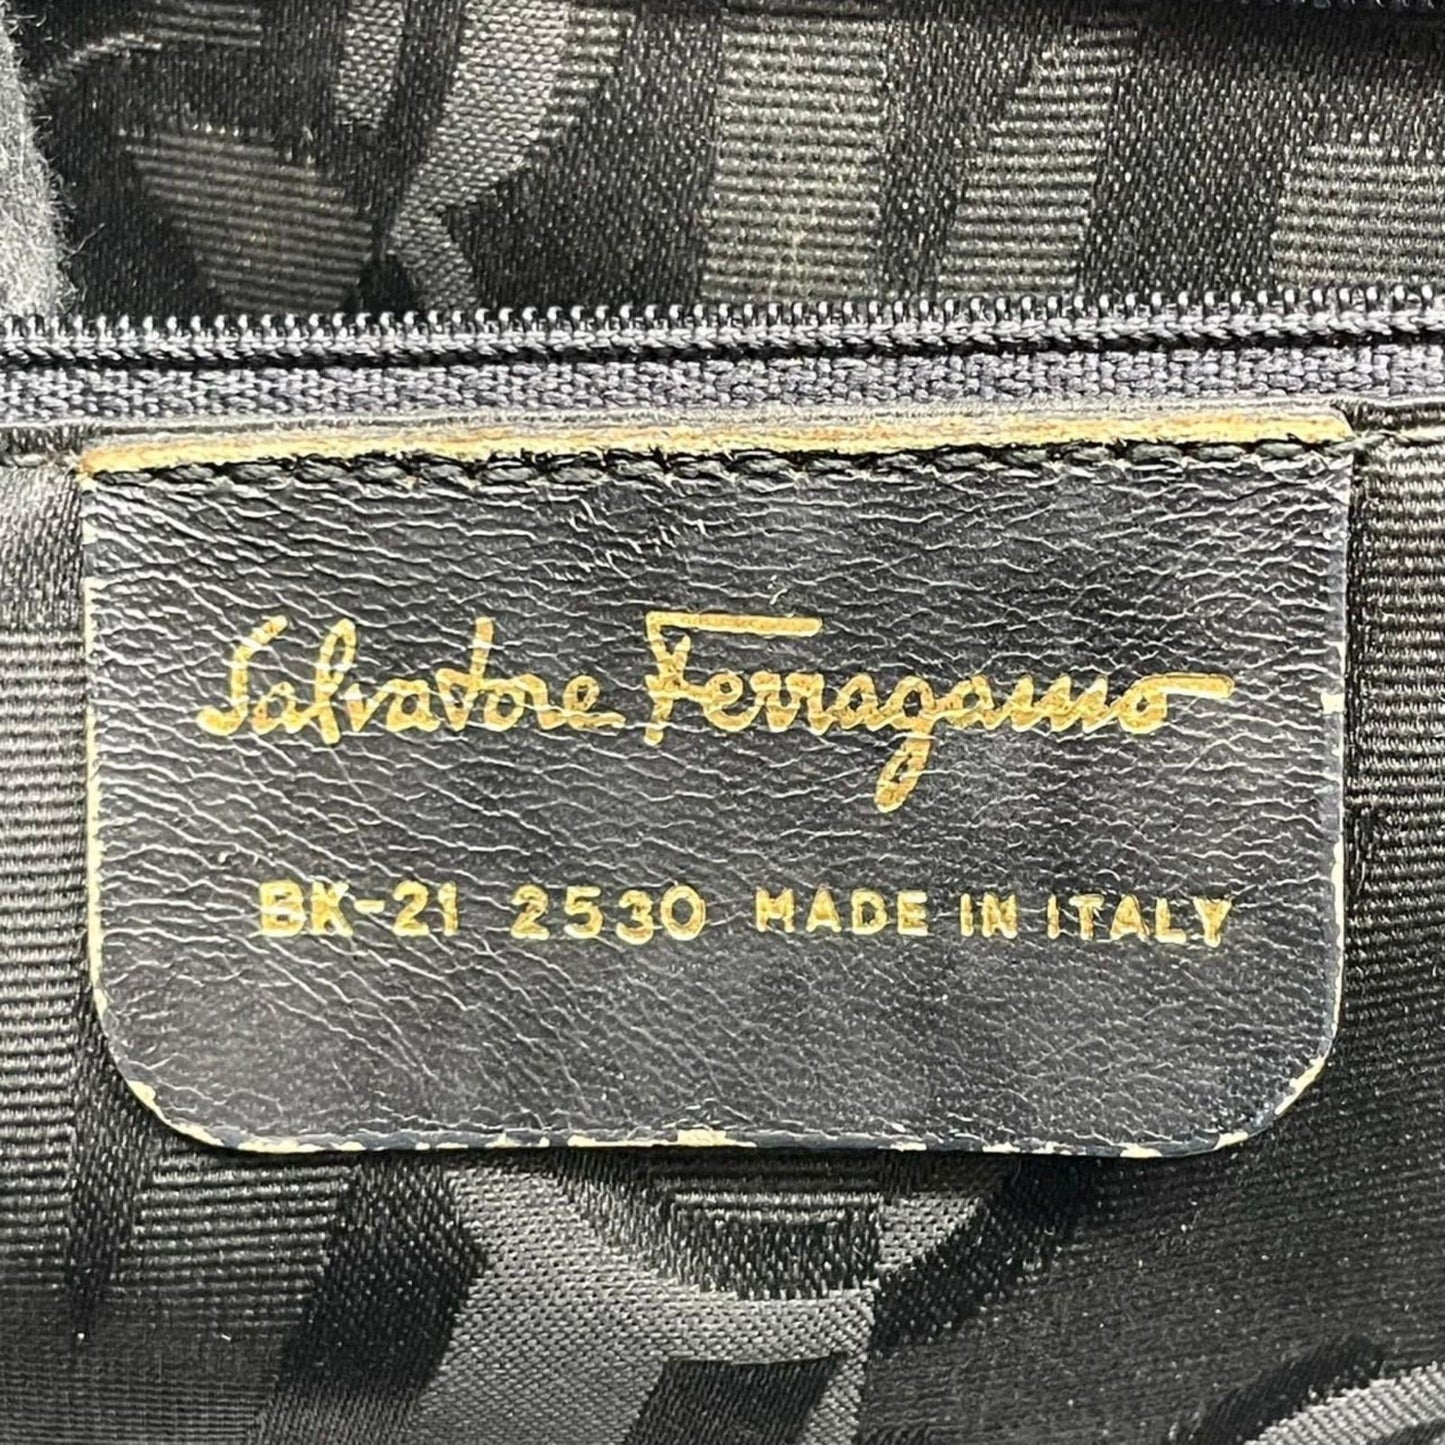 Salvatore Ferragamo
BK-21 2530 MADE IN ITALY